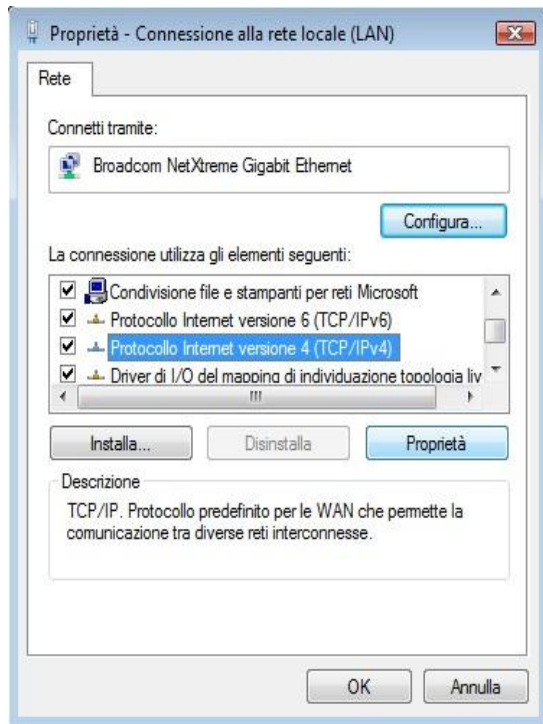 Proprietà - Connessione alla rete locale (LAN)
Rete
Connetti tramite:
Broadcom NetXtreme Gigabit Ethernet
Configura...
La connessione utilizza gli elementi seguenti:
Condivisione file e stampanti per reti Microsoft
Protocollo Internet versione 6 (TCP/IPv6)
Protocollo Internet versione 4 (TCP/IPv4)
Driver di I/O del mapping di individuazione topologia liv
Installa... Disinstalla Proprietà
Descrizione
TCP/IP. Protocollo predefinito per le WAN che permette la
comunicazione tra diverse reti interconnesse.
OK Annulla